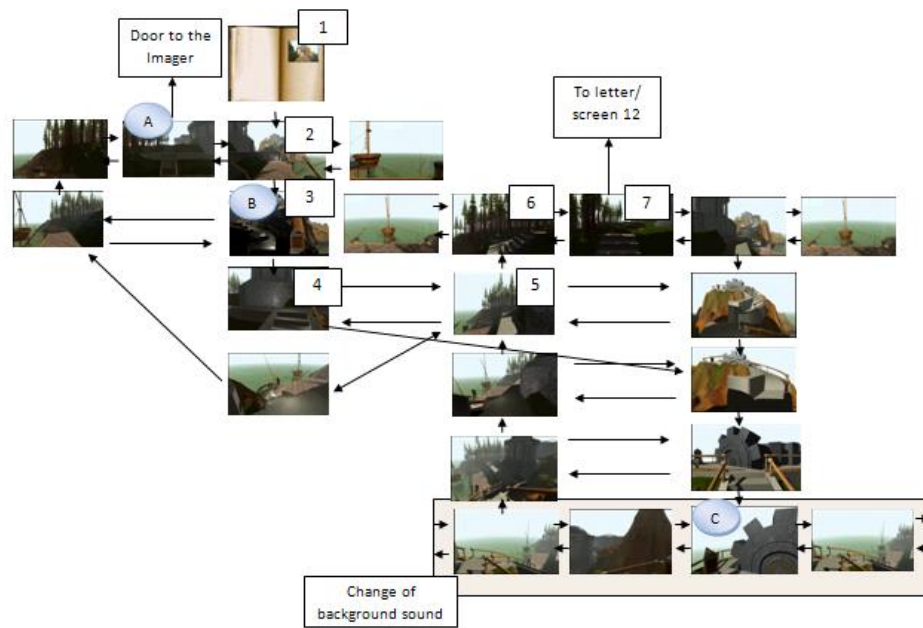 Door to the
Imager
1
To letter/
screen 12
A
2
B
3
6
7
4
5
C
Change of
background sound